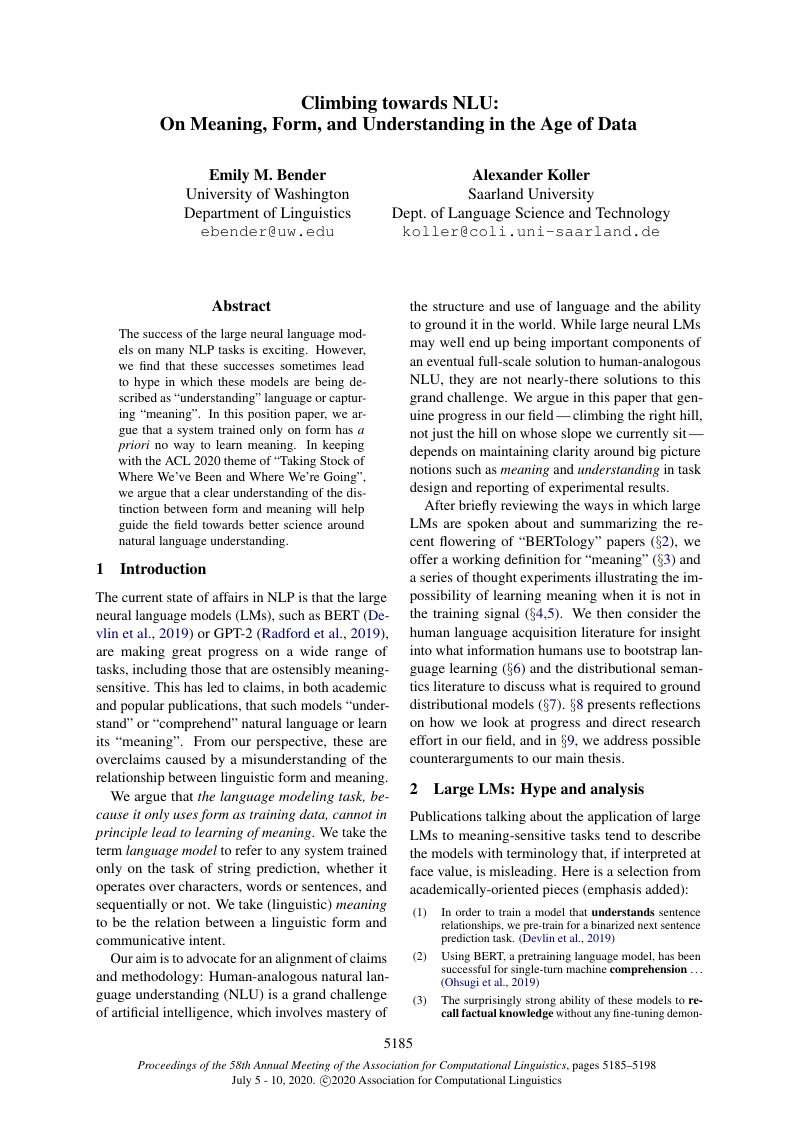 Climbing towards NLU:
On Meaning, Form, and Understanding in the Age of Data
Emily M. Bender
University of Washington
Department of Linguistics
ebender@uw.edu
Alexander Koller
Saarland University
Dept. of Language Science and Technology
koller@coli.uni-saarland.de
Abstract
The success of the large neural language mod-
els on many NLP tasks is exciting. However,
we find that these successes sometimes lead
to hype in which these models are being de-
scribed as “understanding” language or captur-
ing “meaning”. In this position paper, we ar-
gue that a system trained only on form has a
priori no way to learn meaning. In keeping
with the ACL 2020 theme of “Taking Stock of
Where We’ve Been and Where We’re Going”,
we argue that a clear understanding of the dis-
tinction between form and meaning will help
guide the field towards better science around
natural language understanding.
1 Introduction
The current state of affairs in NLP is that the large
neural language models (LMs), such as BERT (De-
vlin et al., 2019) or GPT-2 (Radford et al., 2019),
are making great progress on a wide range of
tasks, including those that are ostensibly meaning-
sensitive. This has led to claims, in both academic
and popular publications, that such models “under-
stand” or “comprehend” natural language or learn
its “meaning”. From our perspective, these are
overclaims caused by a misunderstanding of the
relationship between linguistic form and meaning.
We argue that the language modeling task, be-
cause it only uses form as training data, cannot in
principle lead to learning of meaning. We take the
term language model to refer to any system trained
only on the task of string prediction, whether it
operates over characters, words or sentences, and
sequentially or not. We take (linguistic) meaning
to be the relation between a linguistic form and
communicative intent.
Our aim is to advocate for an alignment of claims
and methodology: Human-analogous natural lan-
guage understanding (NLU) is a grand challenge
of artificial intelligence, which involves mastery of
the structure and use of language and the ability
to ground it in the world. While large neural LMs
may well end up being important components of
an eventual full-scale solution to human-analogous
NLU, they are not nearly-there solutions to this
grand challenge. We argue in this paper that gen-
uine progress in our field — climbing the right hill,
not just the hill on whose slope we currently sit —
depends on maintaining clarity around big picture
notions such as meaning and understanding in task
design and reporting of experimental results.
After briefly reviewing the ways in which large
LMs are spoken about and summarizing the re-
cent flowering of “BERTology” papers (§2), we
offer a working definition for “meaning” (§3) and
a series of thought experiments illustrating the im-
possibility of learning meaning when it is not in
the training signal (§4,5). We then consider the
human language acquisition literature for insight
into what information humans use to bootstrap lan-
guage learning (§6) and the distributional seman-
tics literature to discuss what is required to ground
distributional models (§7). §8 presents reflections
on how we look at progress and direct research
effort in our field, and in §9, we address possible
counterarguments to our main thesis.
2 Large LMs: Hype and analysis
Publications talking about the application of large
LMs to meaning-sensitive tasks tend to describe
the models with terminology that, if interpreted at
face value, is misleading. Here is a selection from
academically-oriented pieces (emphasis added):
(1) In order to train a model that understands sentence
relationships, we pre-train for a binarized next sentence
prediction task. (Devlin et al., 2019)
(2) Using BERT, a pretraining language model, has been
successful for single-turn machine comprehension . . .
(Ohsugi et al., 2019)
(3) The surprisingly strong ability of these models to re-
call factual knowledge without any fine-tuning demon-
5185
Proceedings of the 58th Annual Meeting of the Association for Computational Linguistics, pages 5185–5198
July 5 - 10, 2020. ©2020 Association for Computational Linguistics